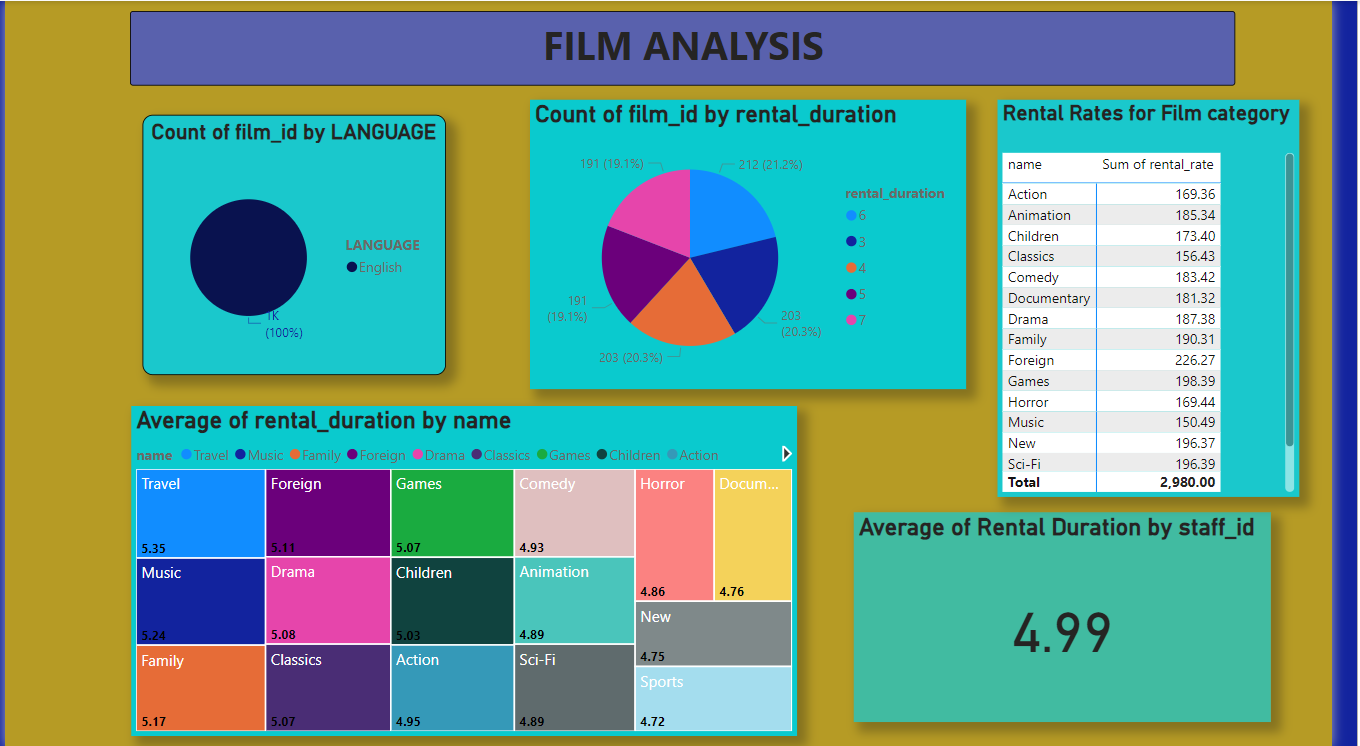 FILM ANALYSIS
Count of film_id by LANGUAGE
LANGUAGE
English
1K
(100%)
Count of film_id by rental_duration
191 (19.1%)
212 (21.2%)
191
(19.1%)
203
(20.3%)
203 (20.3%)
rental_duration
6
3
4
5
7
Rental Rates for Film category
name Sum of rental_rate
Action 169.36
Animation 185.34
Children 173.40
Classics 156.43
Comedy 183.42
Documentary 181.32
Drama 187.38
Family 190.31
Foreign 226.27
Games 198.39
Horror 169.44
Music 150.49
New 196.37
Sci-Fi 196.39
Total 2,980.00
Average of rental_duration by name
name Travel Music Family Foreign Drama Classics Games Children Action
Travel
5.35
Music
5.24
Family
5.17
Foreign
5.11
Drama
5.08
Classics
5.07
Games
5.07
Children
5.03
Action
4.95
Comedy
4.93
Animation
4.89
Sci-Fi
4.89
Horror
4.86
Docum...
4.76
New
4.75
Sports
4.72
Average of Rental Duration by staff_id
4.99